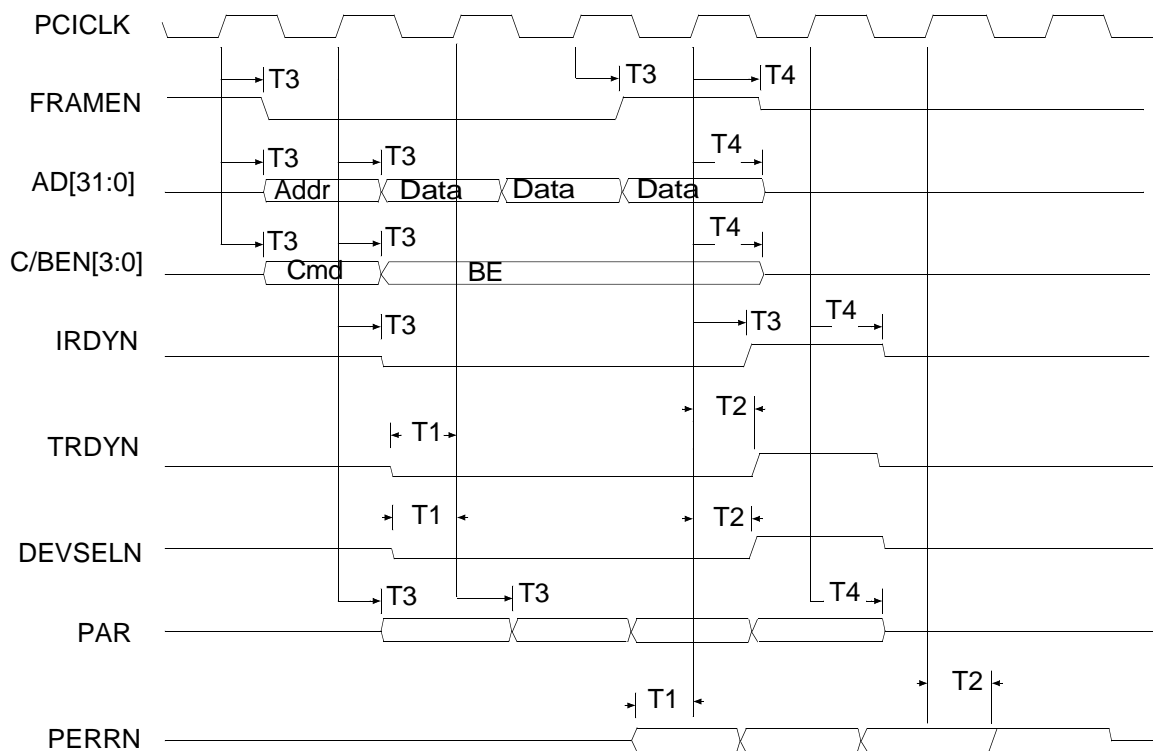 PCICLK
T3 T3 T4
FRAMEN
T3 T3 T4
AD[31:0]
Addr Data Data Data
T3 T3 T4
C/BEN[3:0]
Cmd BE
T3 T3 T4
IRDYN
T1 T2
TRDYN
T1 T2
DEVSELN
T3 T3 T4
PAR
T1 T2
PERRN